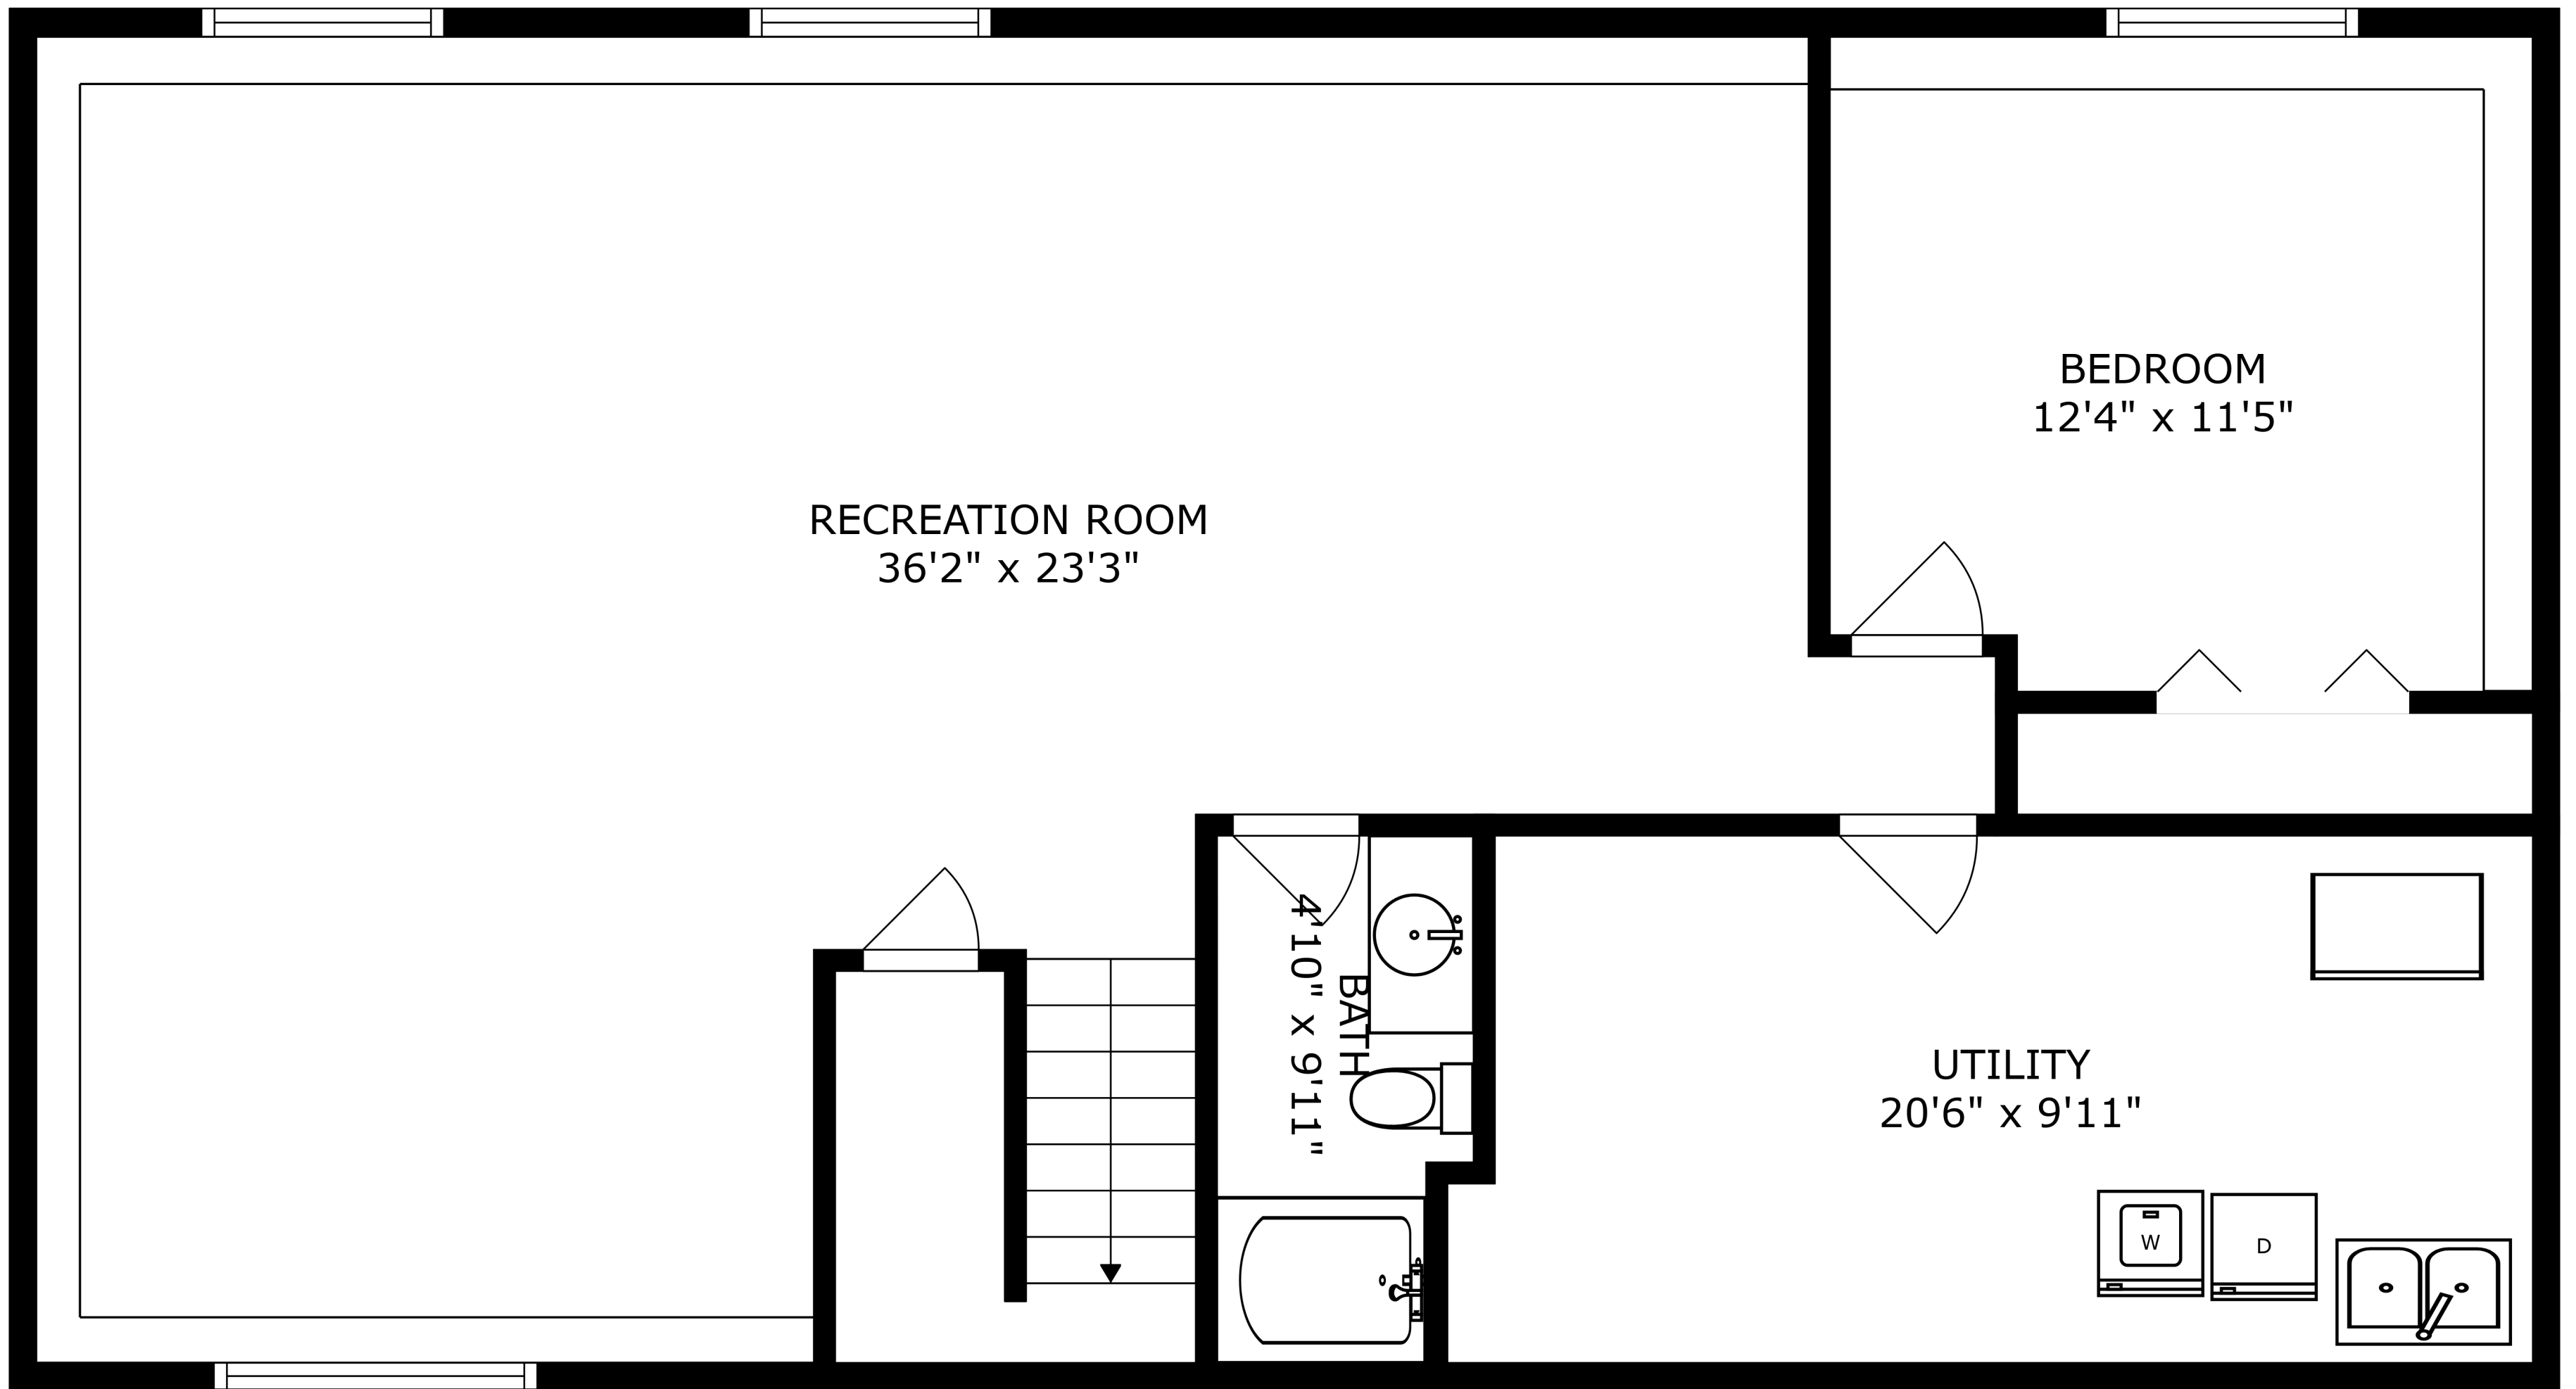 BEDROOM
12'4" x 11'5"
RECREATION ROOM
36'2" x 23'3"
BATH
4'10" x 9'11"
UTILITY
20'6" x 9'11"
W
D